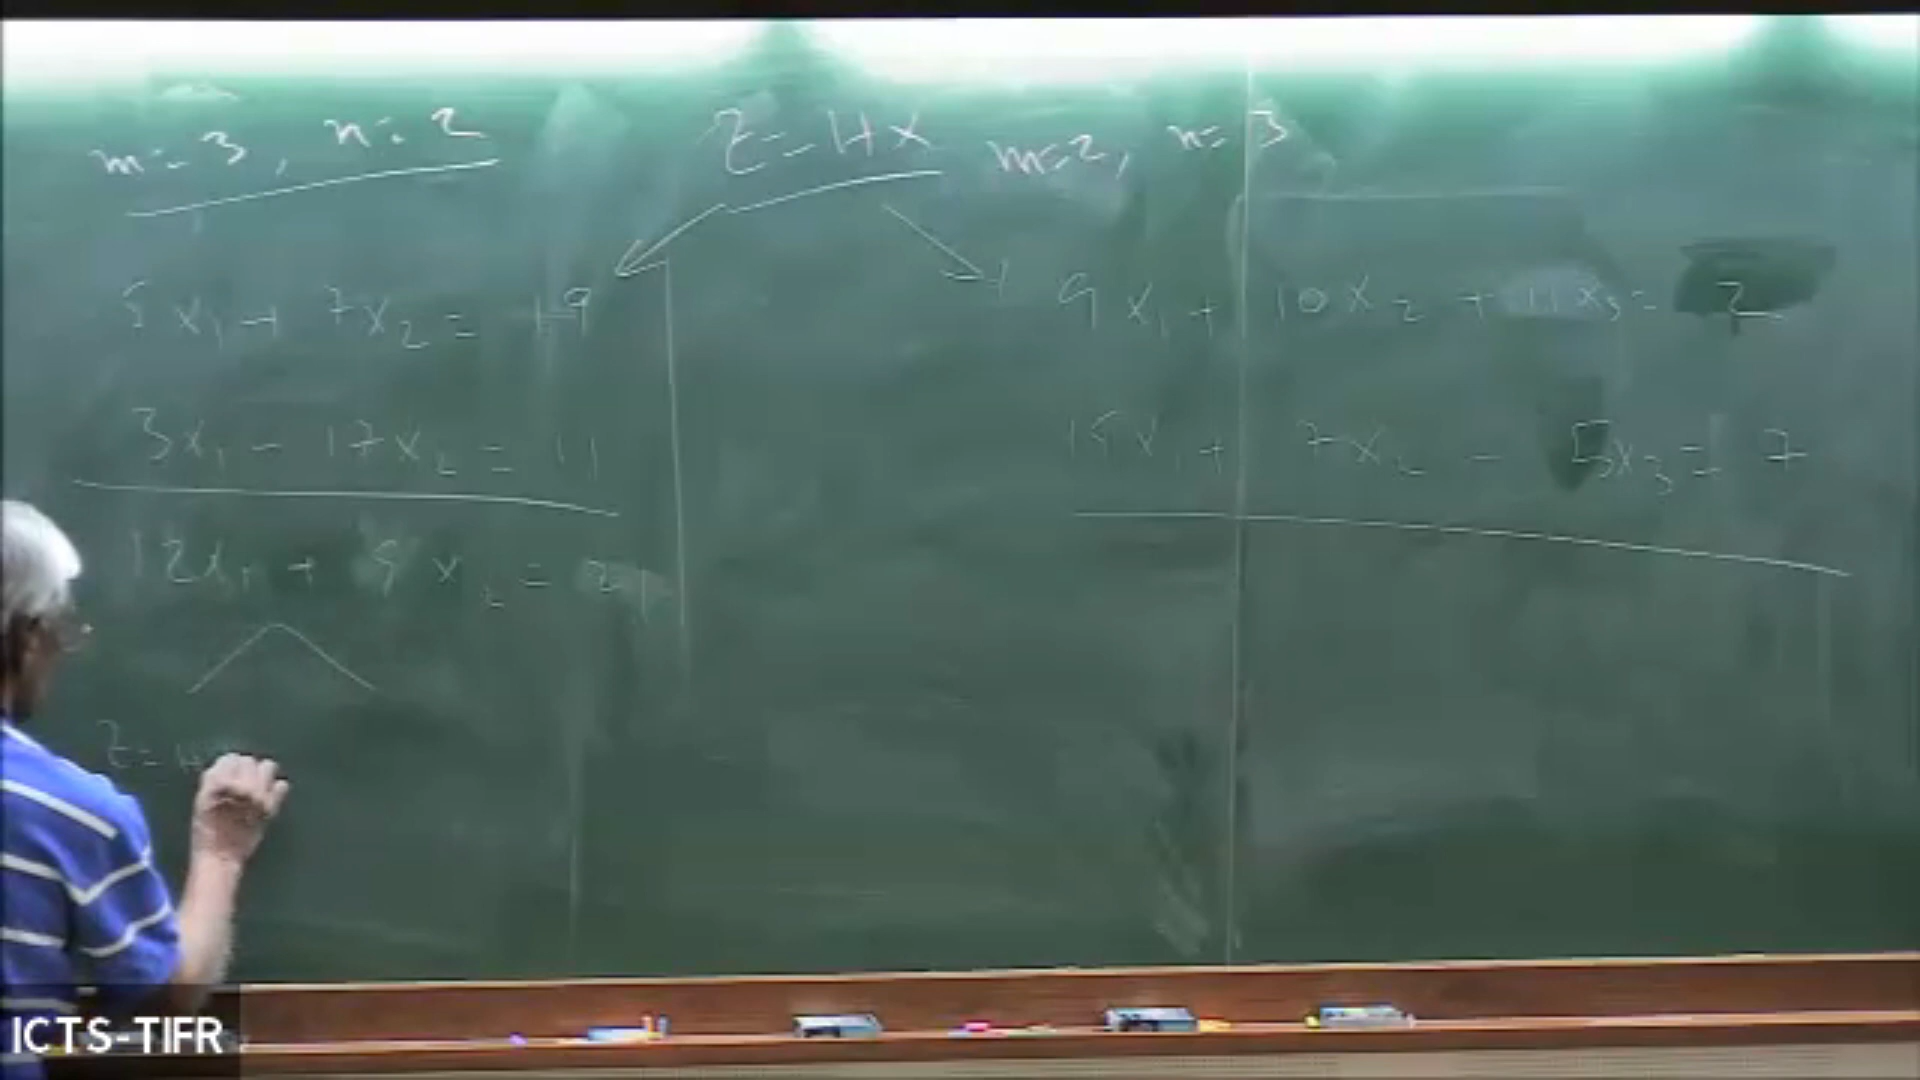 m=3, n=2
Z=HX
m=2, n=3
5x₁ + 7x₂ = 19
3x₁ - 17x₂ = 11
12x₁ + 9x₂ = 21
Z=H
9x₁ + 10x₂ + 11x₃ = 2
15x₁ + 7x₂ - 5x₃ = 7
ICTS-TIFR